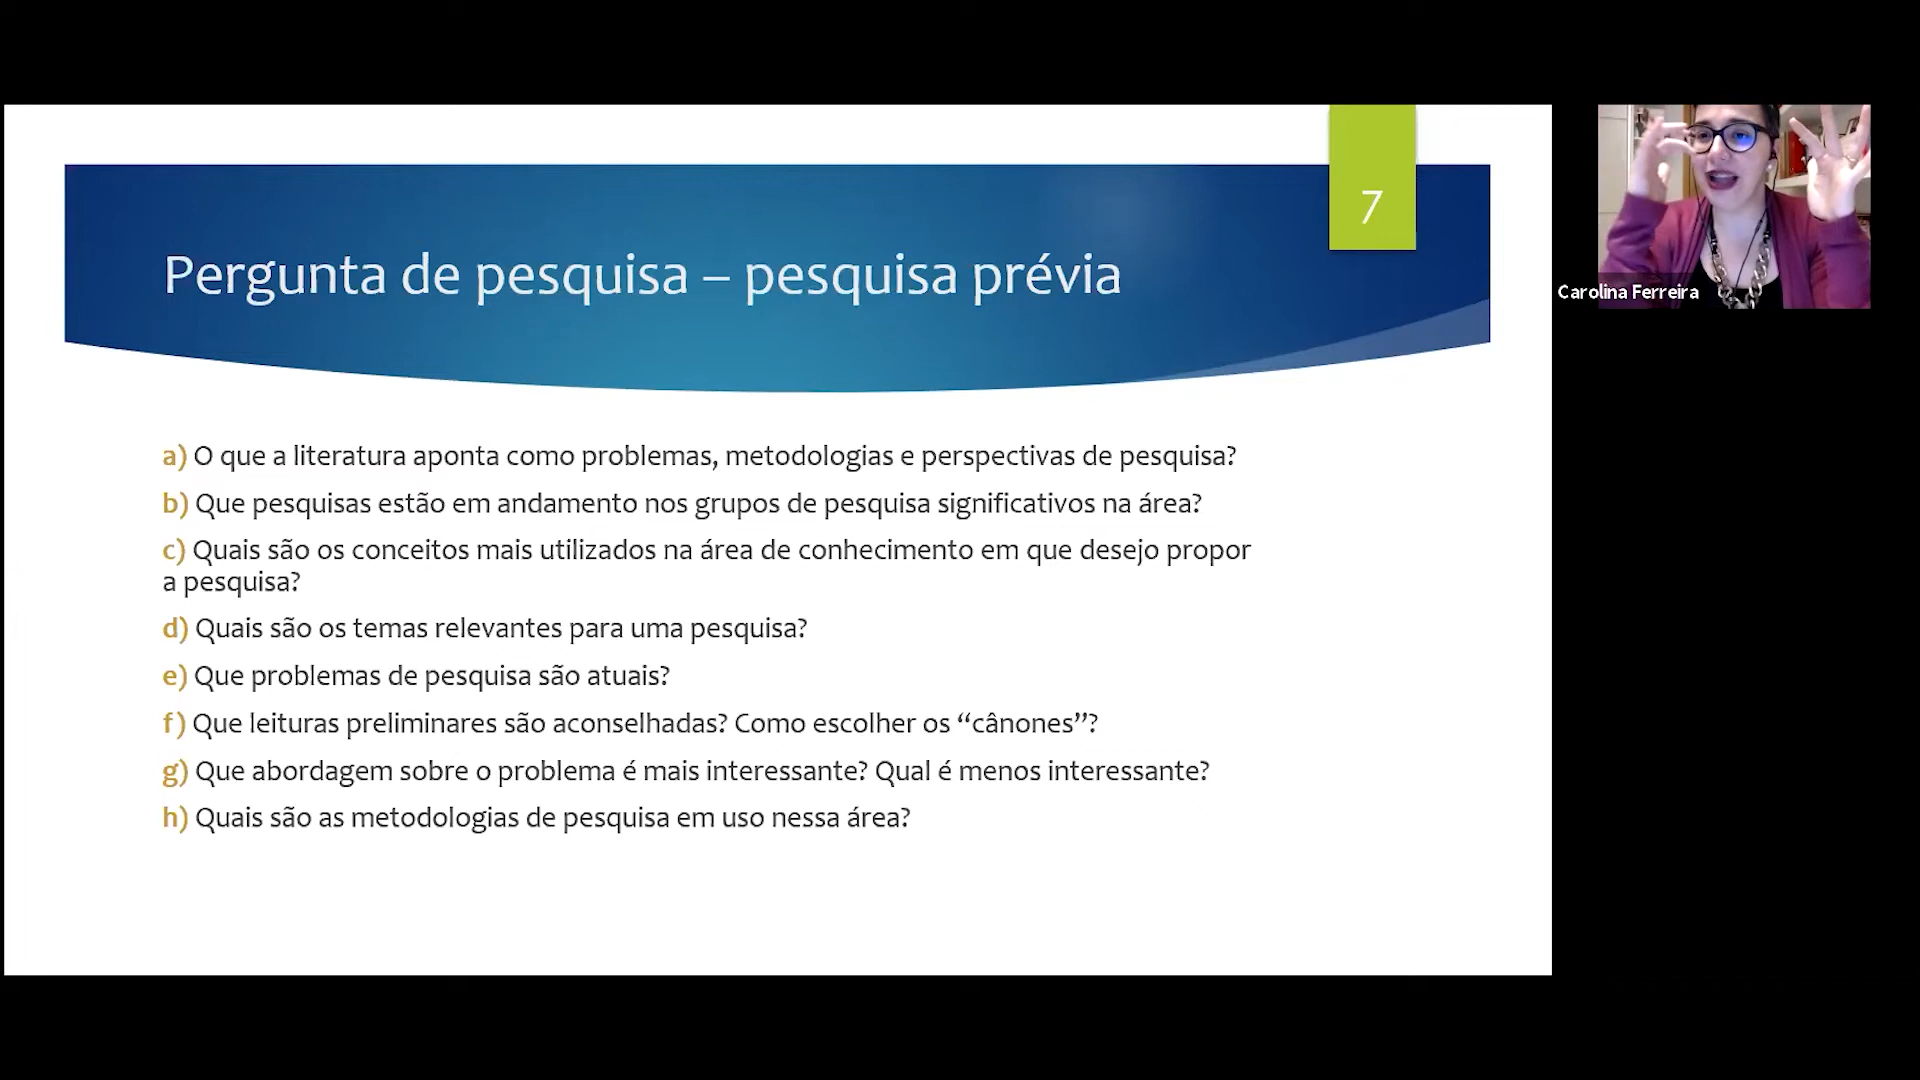 7
Pergunta de pesquisa – pesquisa prévia
Carolina Ferreira
a) O que a literatura aponta como problemas, metodologias e perspectivas de pesquisa?
b) Que pesquisas estão em andamento nos grupos de pesquisa significativos na área?
c) Quais são os conceitos mais utilizados na área de conhecimento em que desejo propor
a pesquisa?
d) Quais são os temas relevantes para uma pesquisa?
e) Que problemas de pesquisa são atuais?
f) Que leituras preliminares são aconselhadas? Como escolher os “cânones”?
g) Que abordagem sobre o problema é mais interessante? Qual é menos interessante?
h) Quais são as metodologias de pesquisa em uso nessa área?